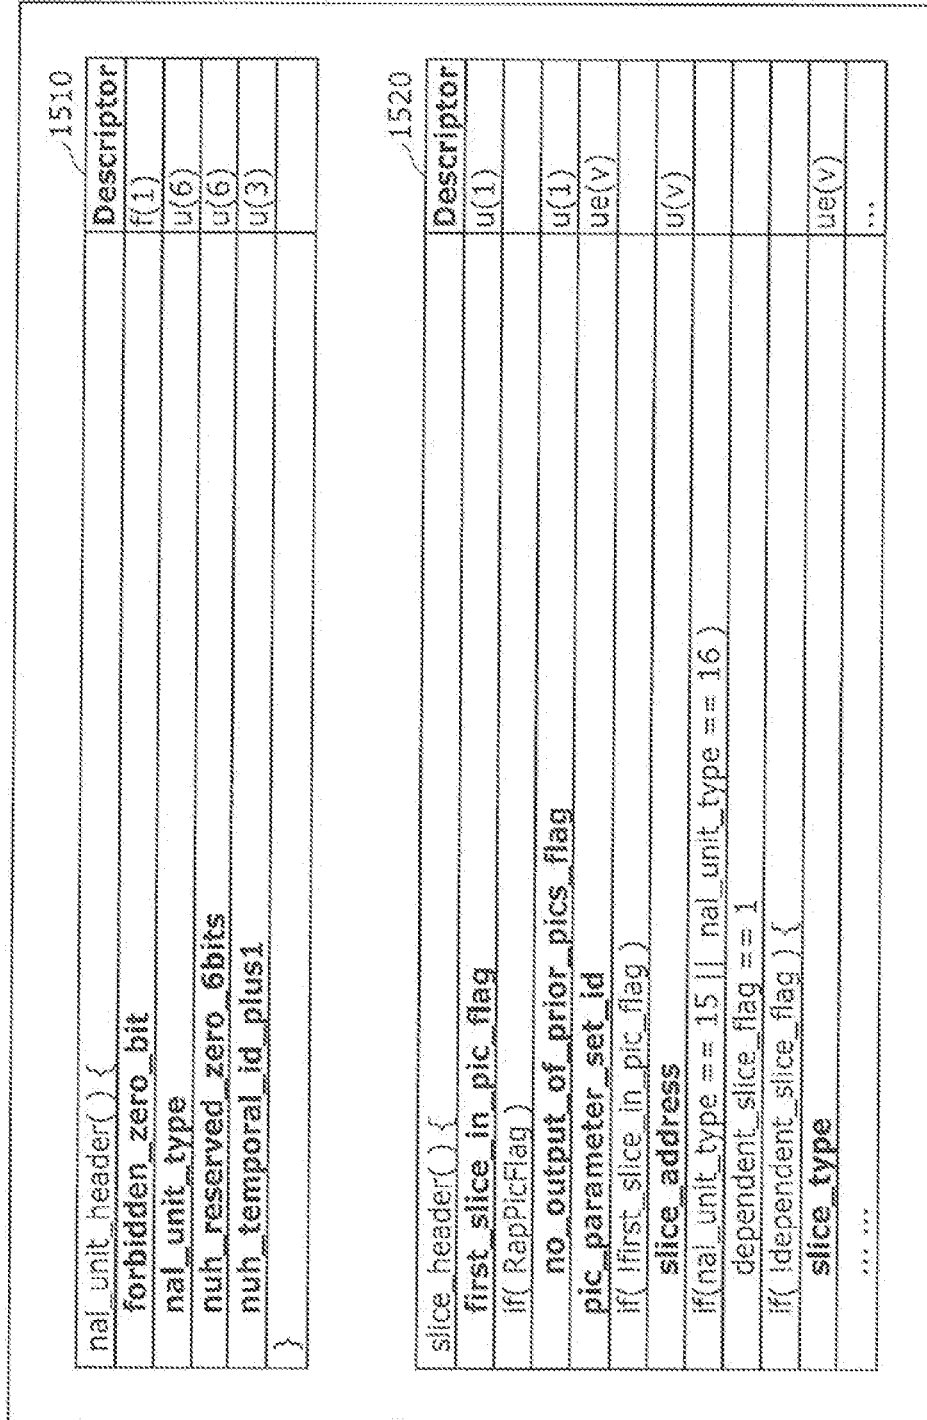 1510
nal_unit_header( ) { Descriptor
forbidden_zero_bit f(1)
nal_unit_type u(6)
nuh_reserved_zero_6bits u(6)
nuh_temporal_id_plus1 u(3)
}
1520
slice_header( ) { Descriptor
first_slice_in_pic_flag u(1)
if( RapPicFlag )
no_output_of_prior_pics_flag u(1)
pic_parameter_set_id ue(v)
if( !first_slice_in_pic_flag )
slice_address u(v)
if(nal_unit_type == 15 || nal_unit_type == 16 )
dependent_slice_flag == 1
if( !dependent_slice_flag ) {
slice_type ue(v)
... ... ...